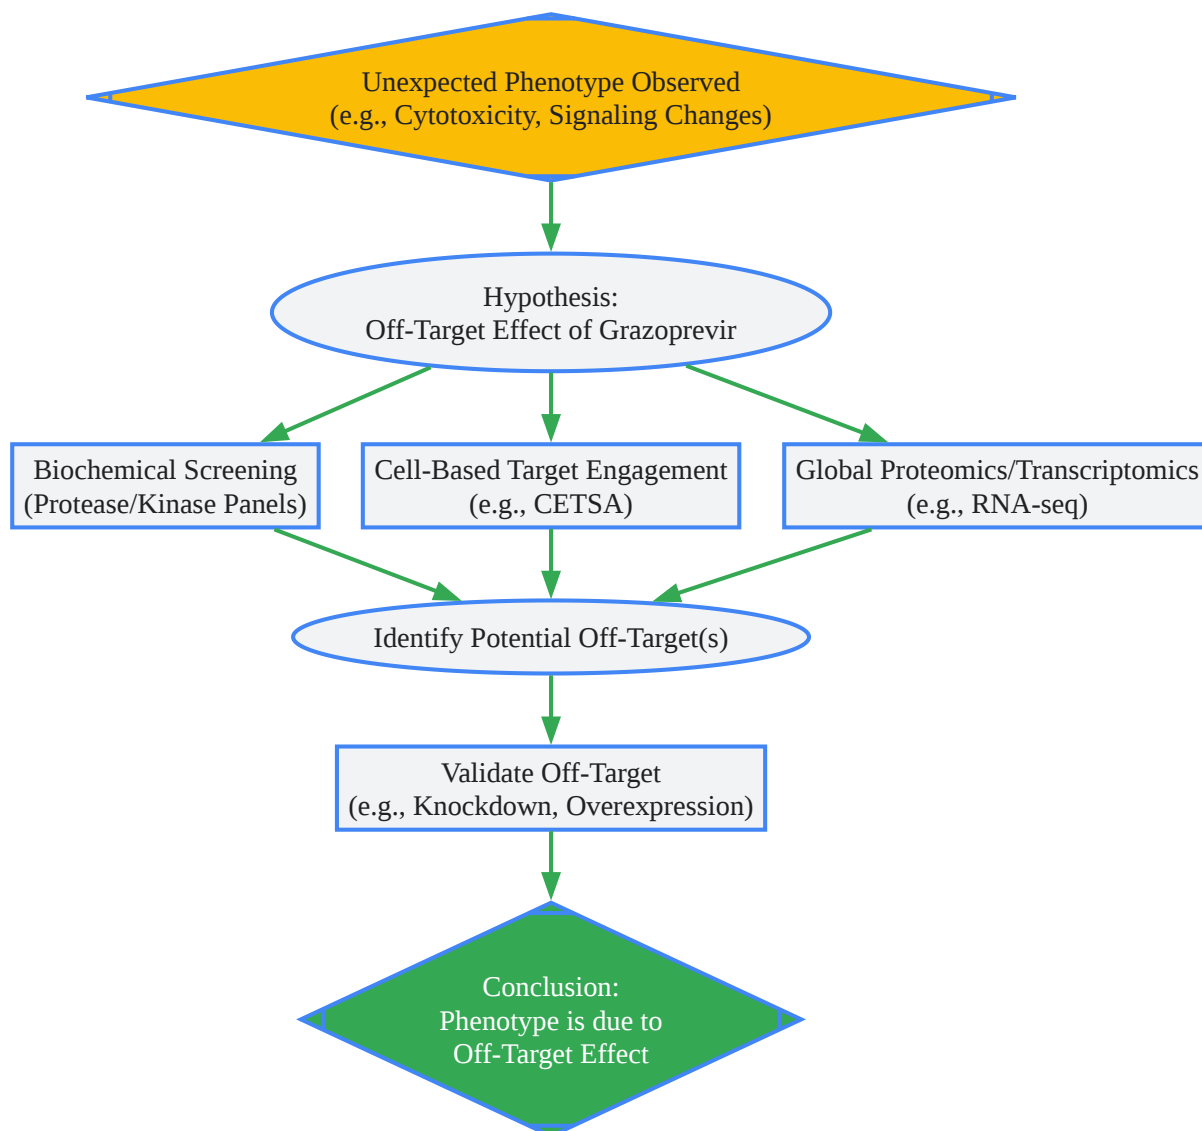 Unexpected Phenotype Observed
(e.g., Cytotoxicity, Signaling Changes)
Hypothesis:
Off-Target Effect of Grazoprevir
Biochemical Screening
(Protease/Kinase Panels)
Cell-Based Target Engagement
(e.g., CETSA)
Global Proteomics/Transcriptomics
(e.g., RNA-seq)
Identify Potential Off-Target(s)
Validate Off-Target
(e.g., Knockdown, Overexpression)
Conclusion:
Phenotype is due to
Off-Target Effect